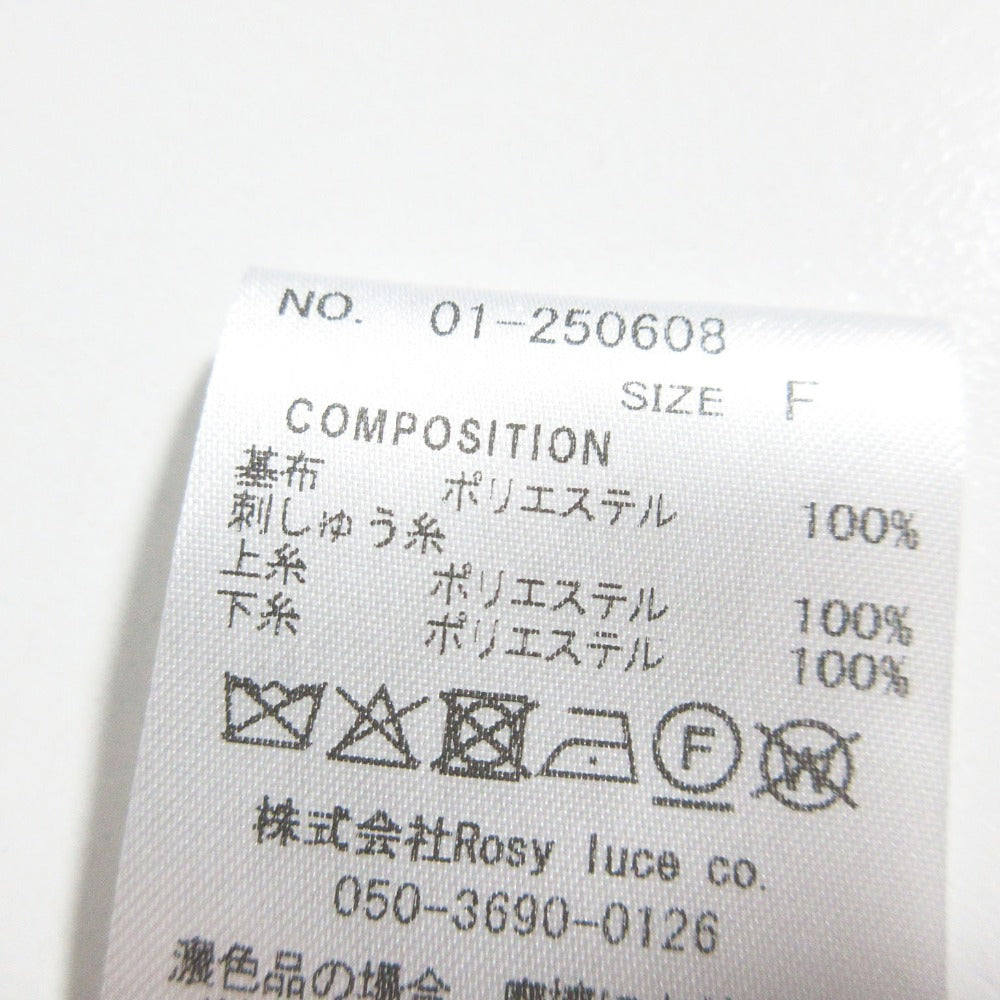 NO. 01-250608
SIZE F
COMPOSITION
基布 ポリエステル 100%
刺しゅう糸
上糸 ポリエステル 100%
下糸 ポリエステル 100%
F
W
株式会社Rosy luce co.
050-3690-0126
濃色品の場合